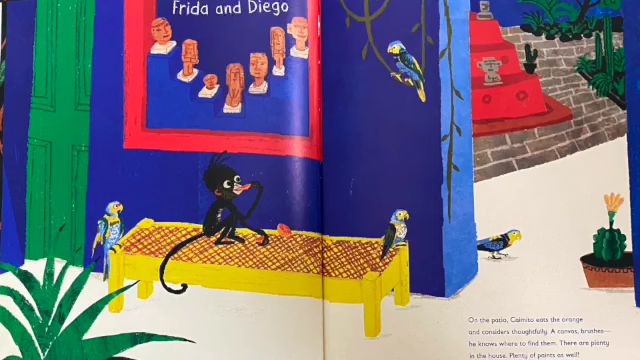 Frida and Diego
On the patio, Caimito eats the orange
and considers thoughtfully. A canvas, brushes—
he knows where to find them. There are plenty
in the house. Plenty of paints as well!